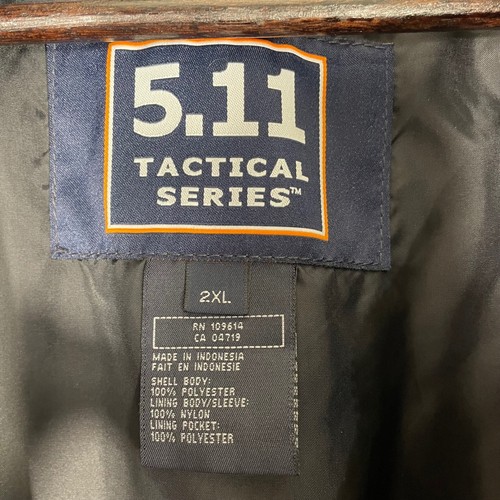 5.11
TACTICAL
SERIES™
2XL
RN 109614
CA 04719
MADE IN INDONESIA
FAIT EN INDONESIE
SHELL BODY:
100% POLYESTER
LINING BODY/SLEEVE:
100% NYLON
LINING POCKET:
100% POLYESTER